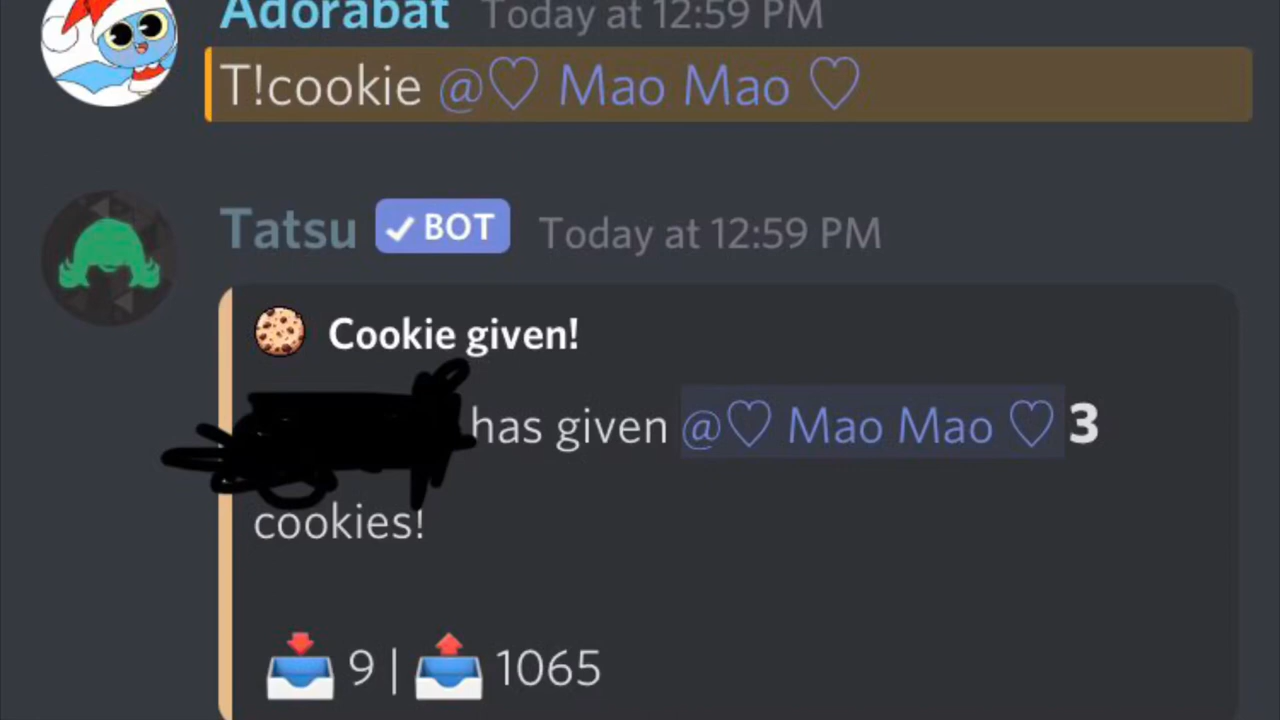 Adorabat Today at 12:59 PM
T!cookie @♡ Mao Mao ♡
Tatsu ✓ BOT Today at 12:59 PM
🍪 Cookie given!
has given @♡ Mao Mao ♡ 3
cookies!
📥 9 | 📤 1065